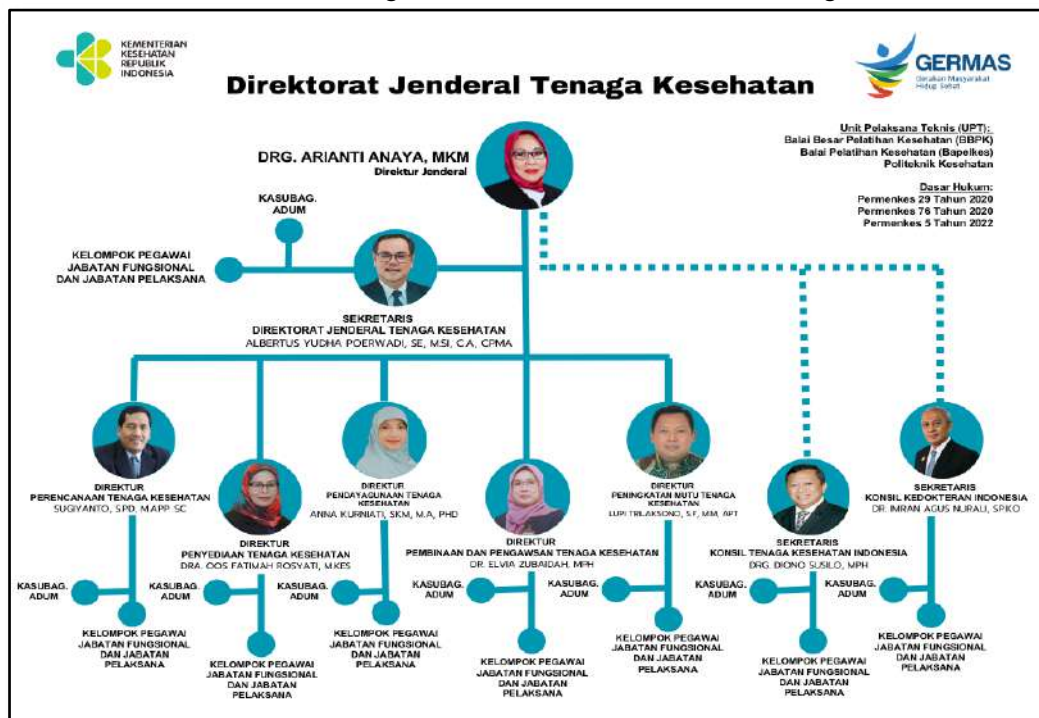 KEMENTERIAN
KESEHATAN
REPUBLIK
INDONESIA
GERMAS
Gerakan Masyarakat
Hidup Sehat
Direktorat Jenderal Tenaga Kesehatan
Unit Pelaksana Teknis (UPT):
Balai Besar Pelatihan Kesehatan (BBPK)
Balai Pelatihan Kesehatan (Bapelkes)
Politeknik Kesehatan
Dasar Hukum:
Permenkes 29 Tahun 2020
Permenkes 76 Tahun 2020
Permenkes 5 Tahun 2022
DRG. ARIANTI ANAYA, MKM
Direktur Jenderal
KASUBAG.
ADUM
KELOMPOK PEGAWAI
JABATAN FUNGSIONAL
DAN JABATAN PELAKSANA
SEKRETARIS
DIREKTORAT JENDERAL TENAGA KESEHATAN
ALBERTUS YUDHA POERWADI, SE, M.SI, C.A, CPMA
DIREKTUR
PERENCANAAN TENAGA KESEHATAN
SUGIYANTO, SPD, M.APP. SC
DIREKTUR
PENYEDIAAN TENAGA KESEHATAN
DRA. OOS FATIMAH ROSYATI, M.KES
DIREKTUR
PENDAYAGUNAAN TENAGA
KESEHATAN
ANNA KURNIATI, SKM, M.A, PHD
DIREKTUR
PEMBINAAN DAN PENGAWSAN TENAGA KESEHATAN
DR. ELVIA ZUBAIDAH, MPH
DIREKTUR
PENINGKATAN MUTU TENAGA
KESEHATAN
LUPI TRILAKSONO, S.F, MM, APT
SEKRETARIS
KONSIL TENAGA KESEHATAN INDONESIA
DRG. DIONO SUSILO, MPH
SEKRETARIS
KONSIL KEDOKTERAN INDONESIA
DR. IMRAN AGUS NURALI, SP.KO
KASUBAG.
ADUM
KELOMPOK PEGAWAI
JABATAN FUNGSIONAL
DAN JABATAN
PELAKSANA
KASUBAG.
ADUM
KELOMPOK PEGAWAI
JABATAN FUNGSIONAL
DAN JABATAN
PELAKSANA
KASUBAG.
ADUM
KELOMPOK PEGAWAI
JABATAN FUNGSIONAL
DAN JABATAN
PELAKSANA
KASUBAG.
ADUM
KELOMPOK PEGAWAI
JABATAN FUNGSIONAL
DAN JABATAN
PELAKSANA
KASUBAG.
ADUM
KELOMPOK PEGAWAI
JABATAN FUNGSIONAL
DAN JABATAN
PELAKSANA
KASUBAG.
ADUM
KELOMPOK PEGAWAI
JABATAN FUNGSIONAL
DAN JABATAN
PELAKSANA
KASUBAG.
ADUM
KELOMPOK PEGAWAI
JABATAN FUNGSIONAL
DAN JABATAN
PELAKSANA